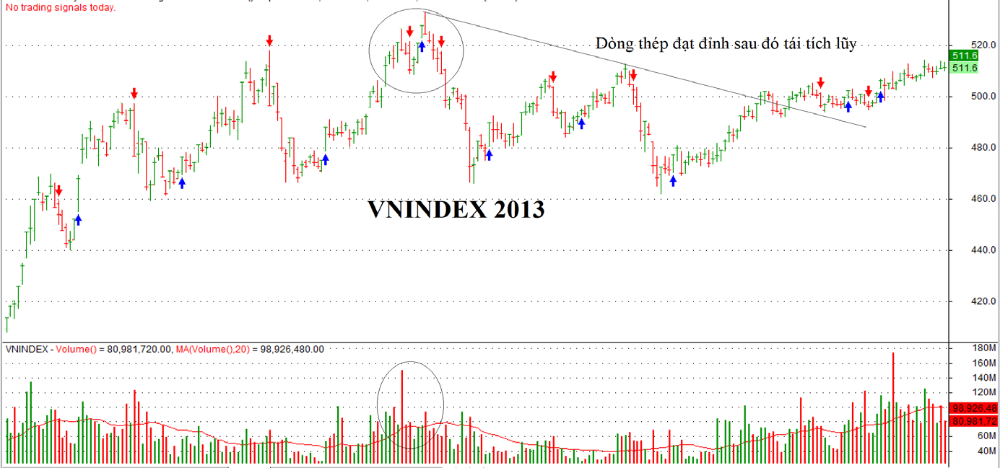 No trading signals today.
Dòng thép đạt đỉnh sau đó tái tích lũy
520.0
511.6
511.6
500.0
480.0
460.0
VNINDEX 2013
440.0
420.0
VNINDEX - Volume() = 80,981,720.00, MA(Volume(),20) = 98,926,480.00
180M
160M
140M
120M
98,926,48
80,981,72
60M
40M